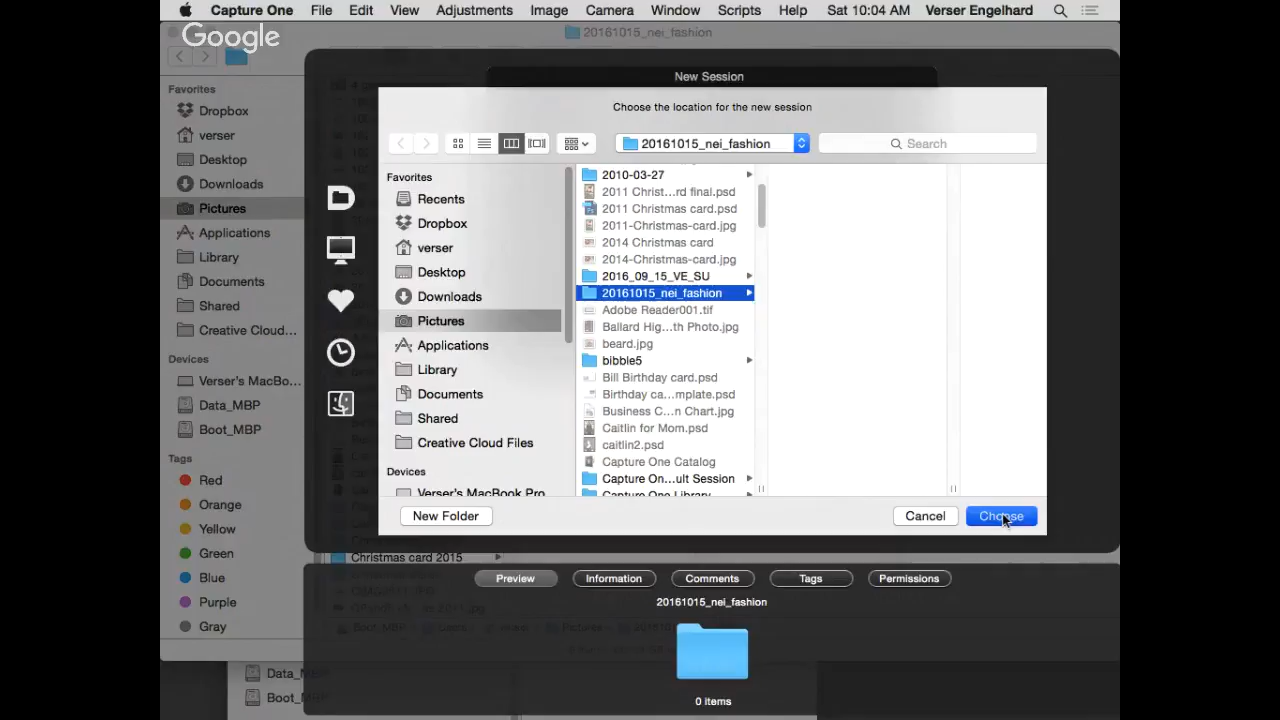 Capture One File Edit View Adjustments Image Camera Window Scripts Help Sat 10:04 AM Verser Engelhard
Google
20161015_nei_fashion
Favorites
Dropbox
verser
Desktop
Downloads
Pictures
Applications
Library
Documents
Shared
Creative Cloud...
Devices
Verser's MacBo...
Data_MBP
Boot_MBP
Tags
Red
Orange
Yellow
Green
Blue
Purple
Gray
New Session
Choose the location for the new session
20161015_nei_fashion
Search
Favorites
Recents
Dropbox
verser
Desktop
Downloads
Pictures
Applications
Library
Documents
Shared
Creative Cloud Files
Devices
Verser's MacBook Pro
2010-03-27
2011 Christ...rd final.psd
2011 Christmas card.psd
2011-Christmas-card.jpg
2014 Christmas card
2014-Christmas-card.jpg
2016_09_15_VE_SU
20161015_nei_fashion
Adobe Reader001.tif
Ballard Hig...th Photo.jpg
beard.jpg
bibble5
Bill Birthday card.psd
Birthday ca...mplate.psd
Business C...n Chart.jpg
Caitlin for Mom.psd
caitlin2.psd
Capture One Catalog
Capture On...ult Session
Capture One Library
New Folder Cancel Choose
Christmas card 2015
Preview Information Comments Tags Permissions
20161015_nei_fashion
0 items
Data_
Boot_